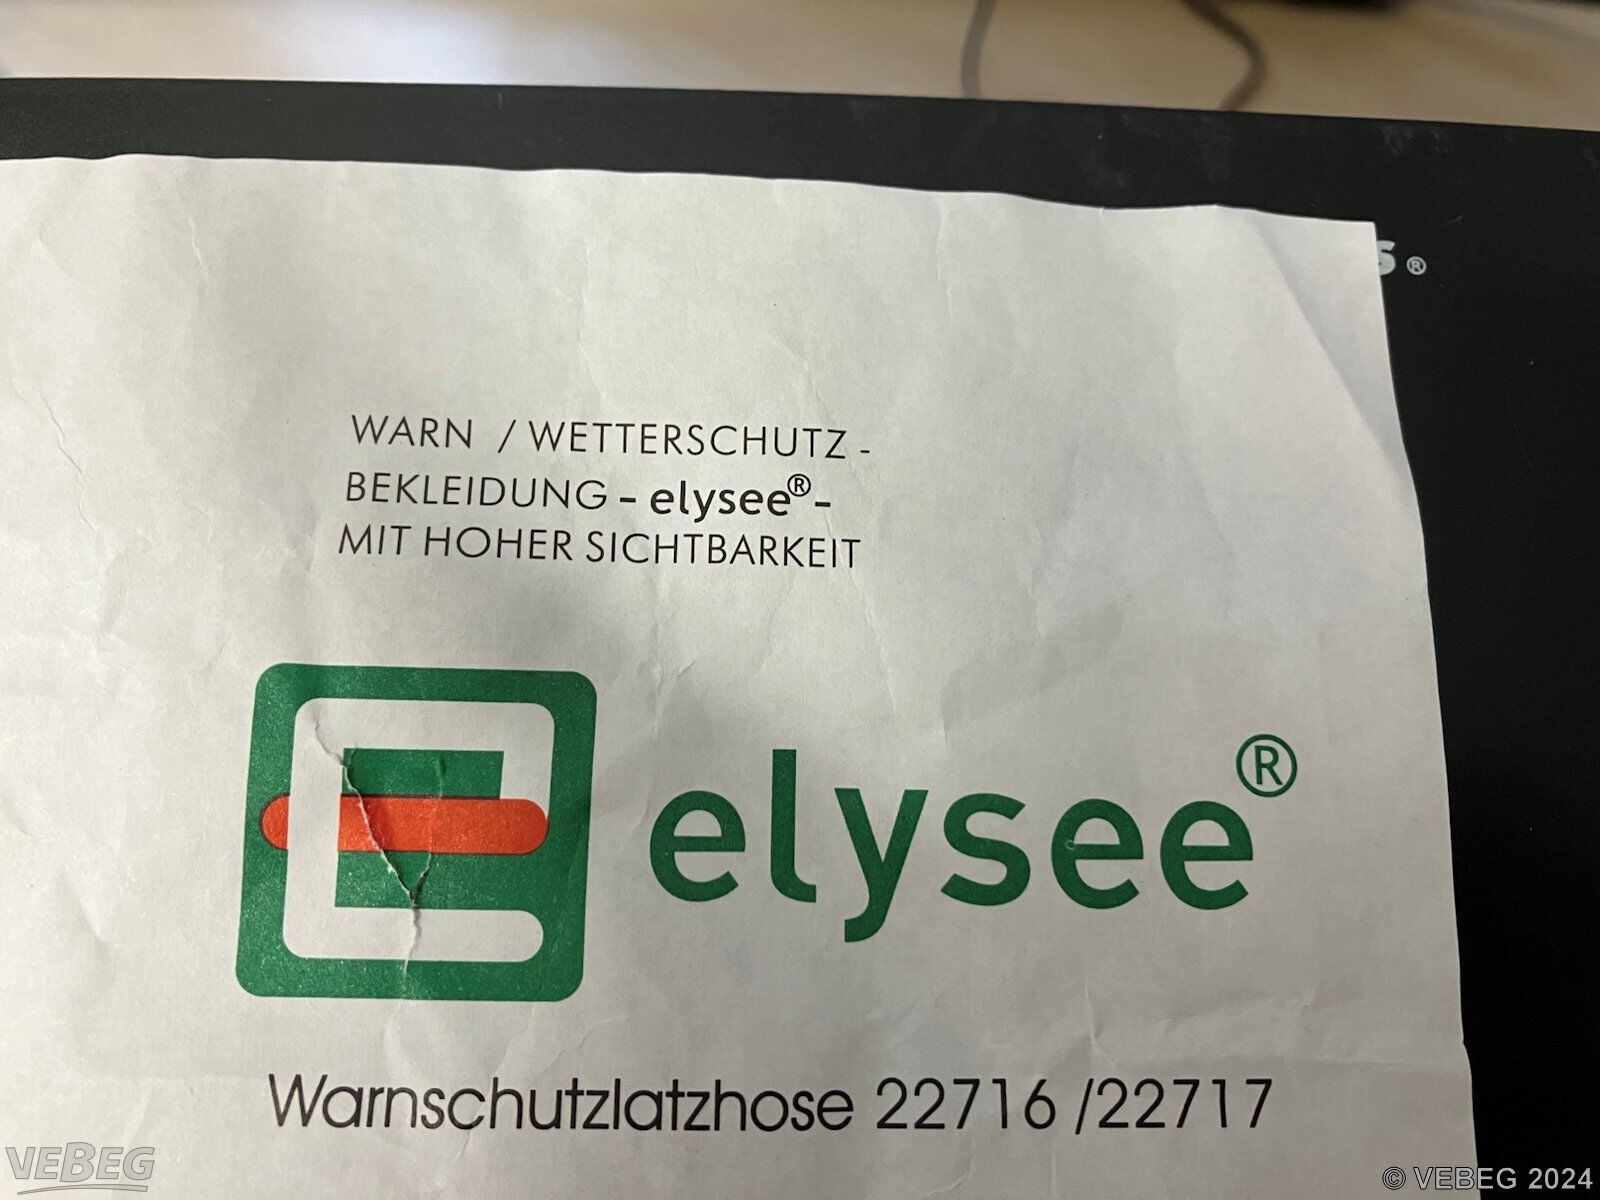 s®
WARN / WETTERSCHUTZ -
BEKLEIDUNG - elysee® -
MIT HOHER SICHTBARKEIT
elysee®
Warnschutzlatzhose 22716 /22717
VEBEG
© VEBEG 2024